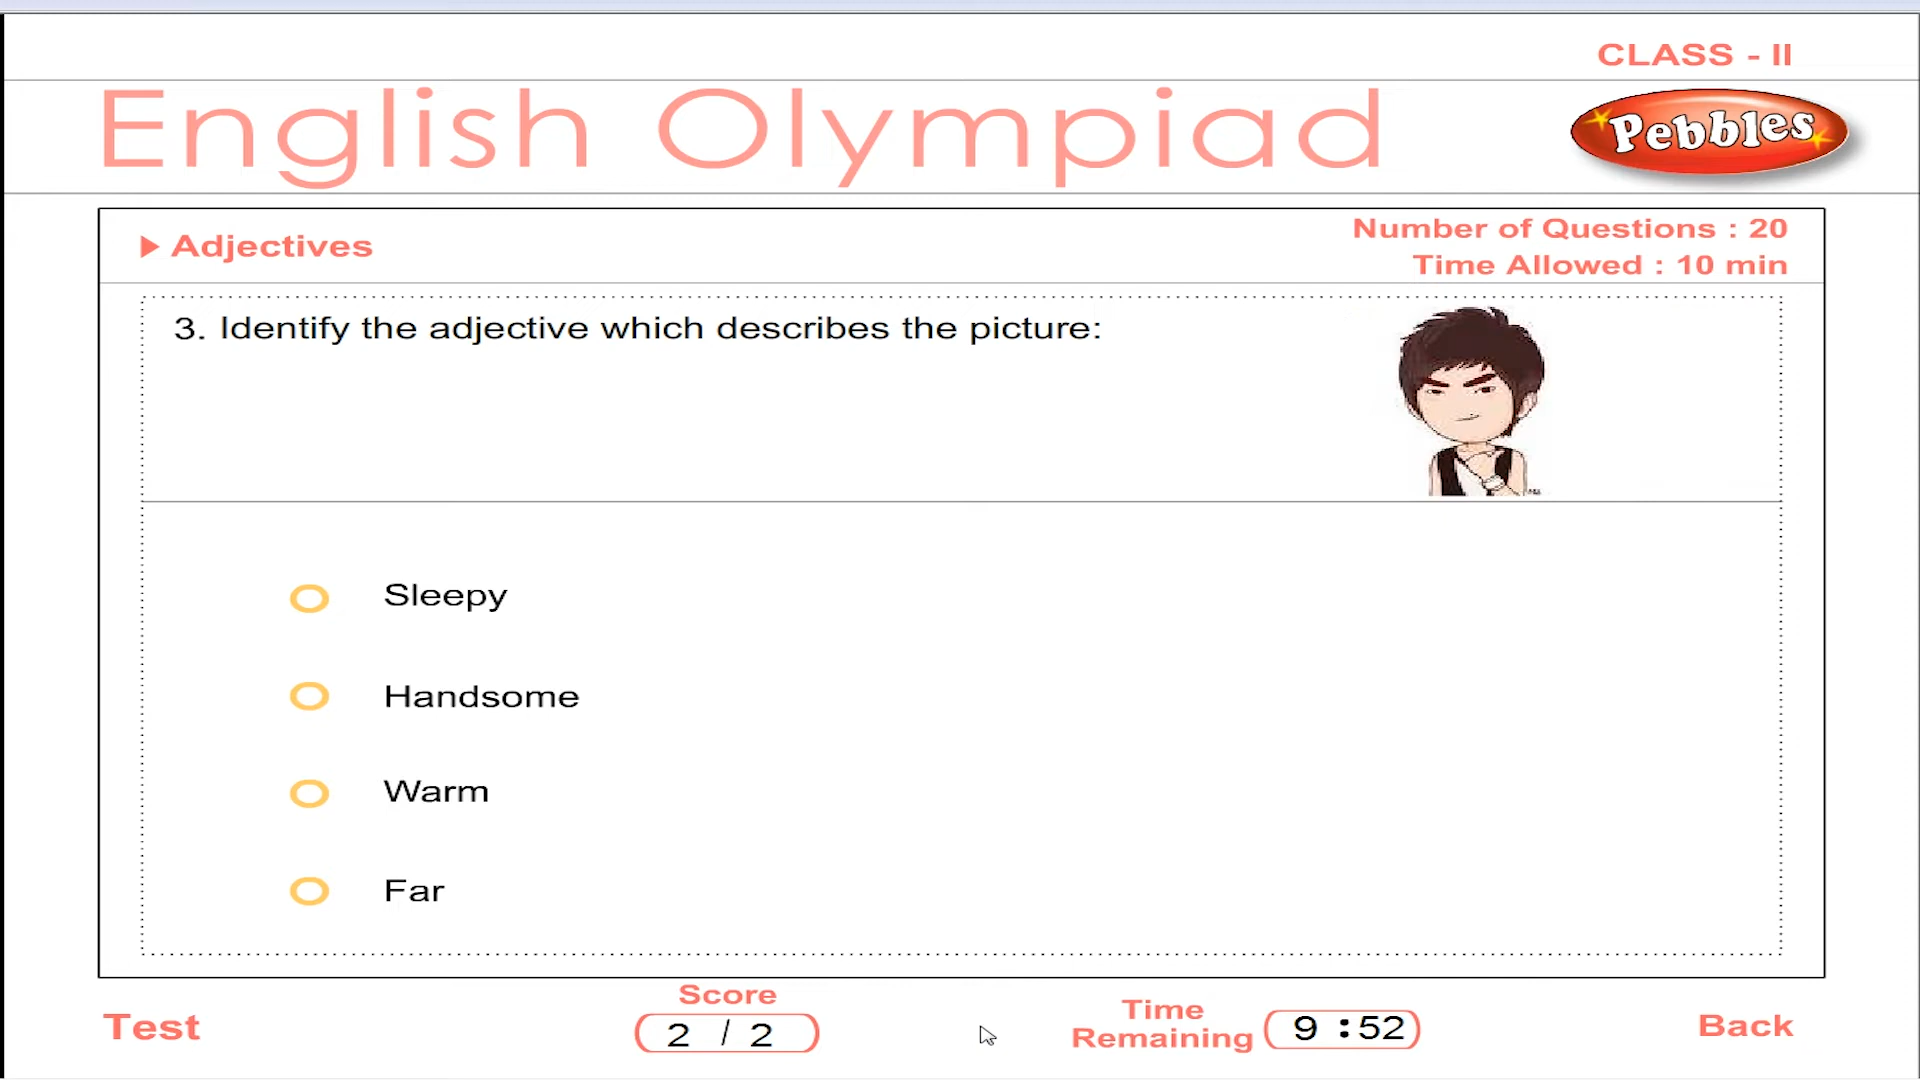 CLASS - II
English Olympiad
Pebbles
Adjectives
Number of Questions : 20
Time Allowed : 10 min
3. Identify the adjective which describes the picture:
Sleepy
Handsome
Warm
Far
Test
Score
2 / 2
Time
Remaining
9 : 52
Back